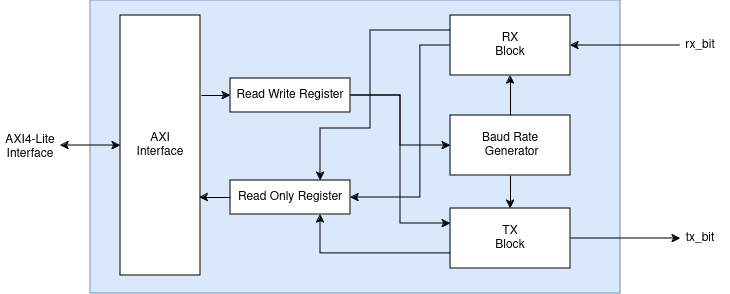 AXI4-Lite
Interface
AXI
Interface
Read Write Register
Read Only Register
RX
Block
Baud Rate
Generator
TX
Block
rx_bit
tx_bit